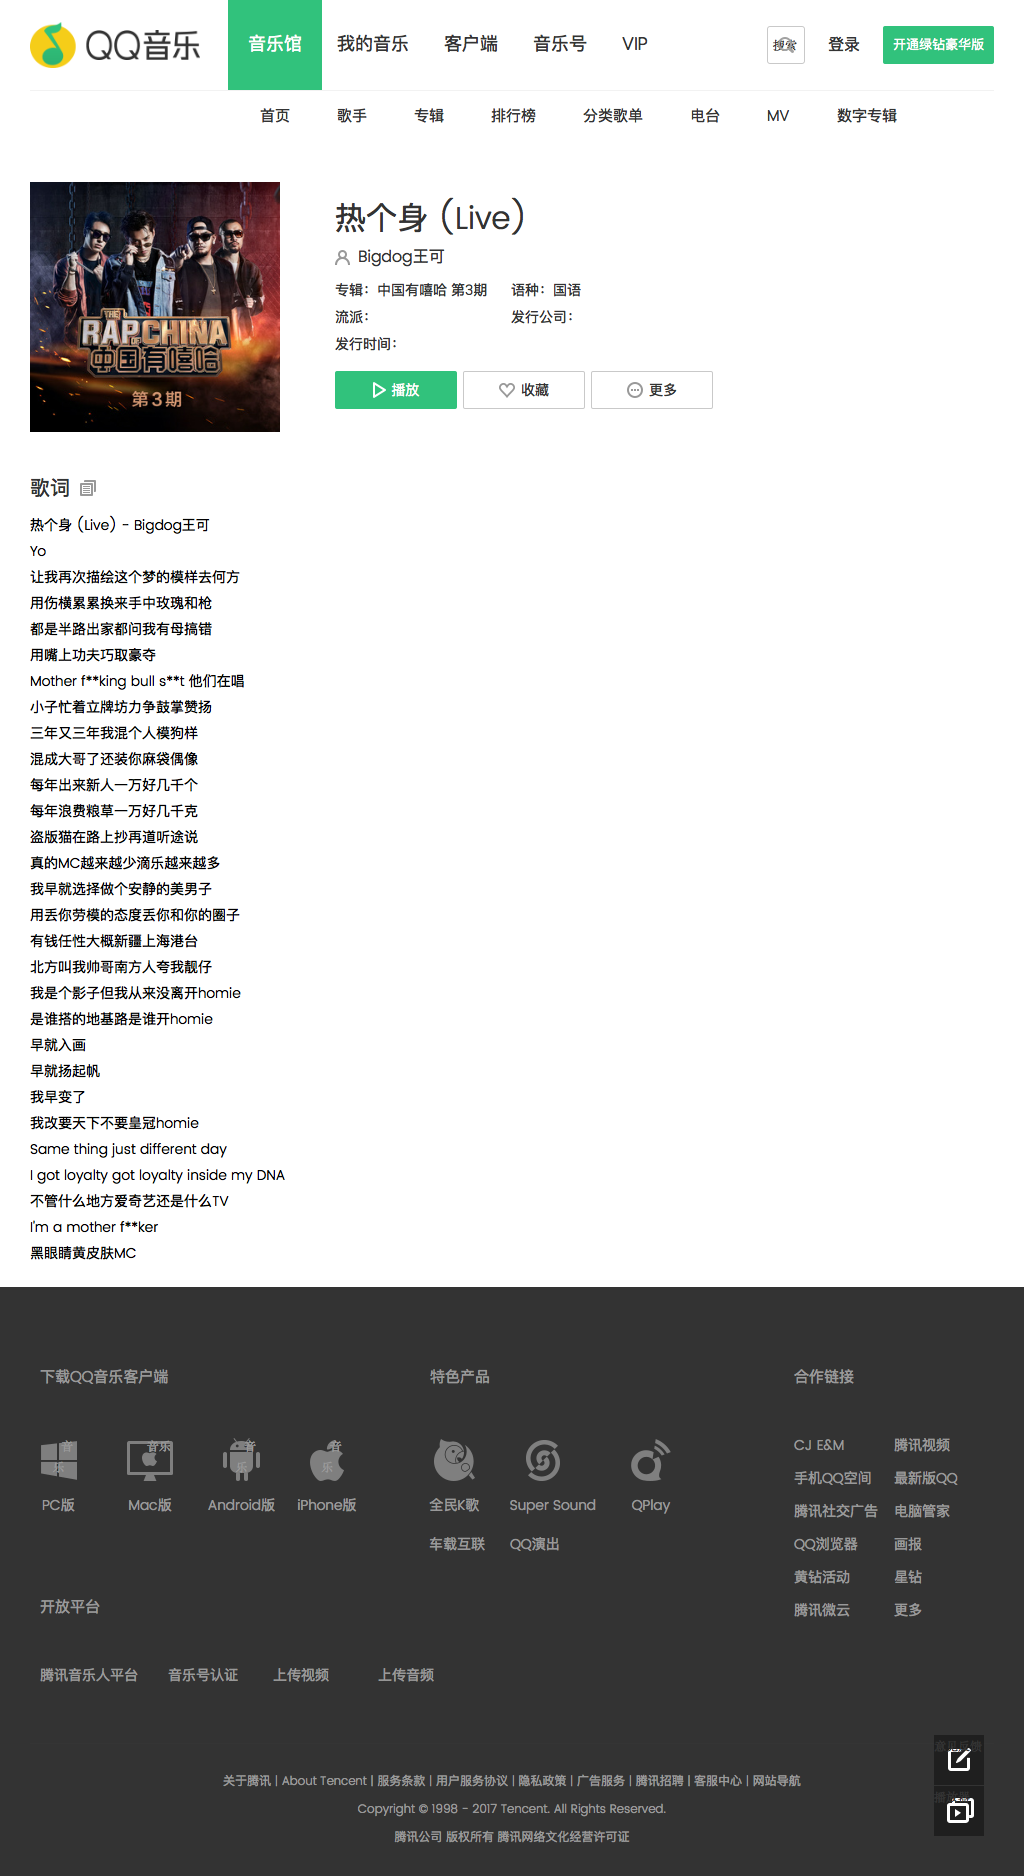 QQ音乐
音乐馆 我的音乐 客户端 音乐号 VIP 搜索 登录 开通绿钻豪华版
首页 歌手 专辑 排行榜 分类歌单 电台 MV 数字专辑
THE
RAP OF CHINA
中国有嘻哈
第3期
热个身 (Live)
Bigdog王可
专辑：中国有嘻哈 第3期 语种：国语
流派： 发行公司：
发行时间：
播放 收藏 更多
歌词
热个身 (Live) - Bigdog王可
Yo
让我再次描绘这个梦的模样去何方
用伤横累累换来手中玫瑰和枪
都是半路出家都问我有母搞错
用嘴上功夫巧取豪夺
Mother f**king bull s**t 他们在唱
小子忙着立牌坊力争鼓掌赞扬
三年又三年我混个人模狗样
混成大哥了还装你麻袋偶像
每年出来新人一万好几千个
每年浪费粮草一万好几千克
盗版猫在路上抄再道听途说
真的MC越来越少滴乐越来越多
我早就选择做个安静的美男子
用丢你劳模的态度丢你和你的圈子
有钱任性大概新疆上海港台
北方叫我帅哥南方人夸我靓仔
我是个影子但我从来没离开homie
是谁搭的地基路是谁开homie
早就入画
早就扬起帆
我早变了
我改要天下不要皇冠homie
Same thing just different day
I got loyalty got loyalty inside my DNA
不管什么地方爱奇艺还是什么TV
I'm a mother f**ker
黑眼睛黄皮肤MC
下载QQ音乐客户端 特色产品 合作链接
音乐 音乐 音乐 音乐
PC版 Mac版 Android版 iPhone版 全民K歌 Super Sound QPlay
车载互联 QQ演出
CJ E&M 腾讯视频
手机QQ空间 最新版QQ
腾讯社交广告 电脑管家
QQ浏览器 画报
黄钻活动 星钻
腾讯微云 更多
开放平台
腾讯音乐人平台 音乐号认证 上传视频 上传音频
关于腾讯 | About Tencent | 服务条款 | 用户服务协议 | 隐私政策 | 广告服务 | 腾讯招聘 | 客服中心 | 网站导航
Copyright © 1998 - 2017 Tencent. All Rights Reserved.
腾讯公司 版权所有 腾讯网络文化经营许可证